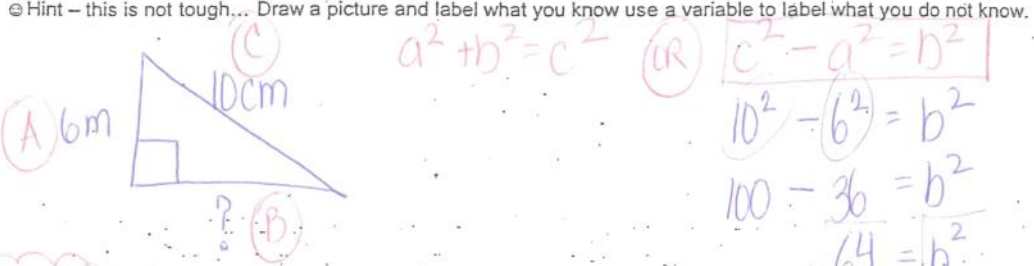 ☺ Hint – this is not tough... Draw a picture and label what you know use a variable to label what you do not know.
C
10cm
A 6m
? B
a² + b² = c² OR c² - a² = b²
10² - 6² = b²
100 - 36 = b²
64 = b²